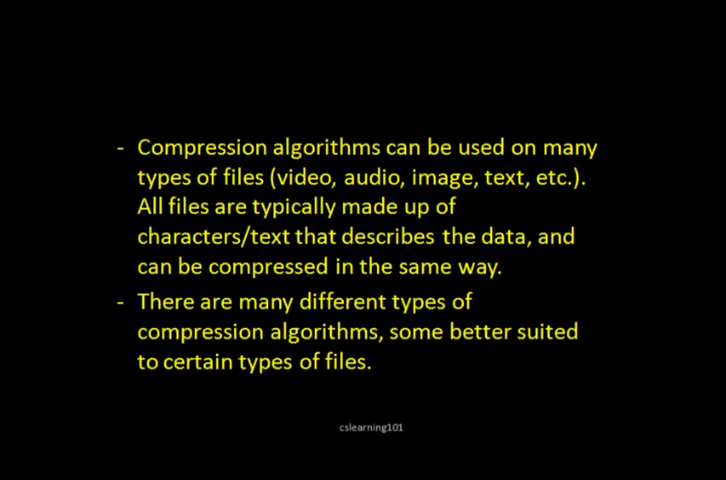 - Compression algorithms can be used on many
types of files (video, audio, image, text, etc.).
All files are typically made up of
characters/text that describes the data, and
can be compressed in the same way.
- There are many different types of
compression algorithms, some better suited
to certain types of files.
cslearning101